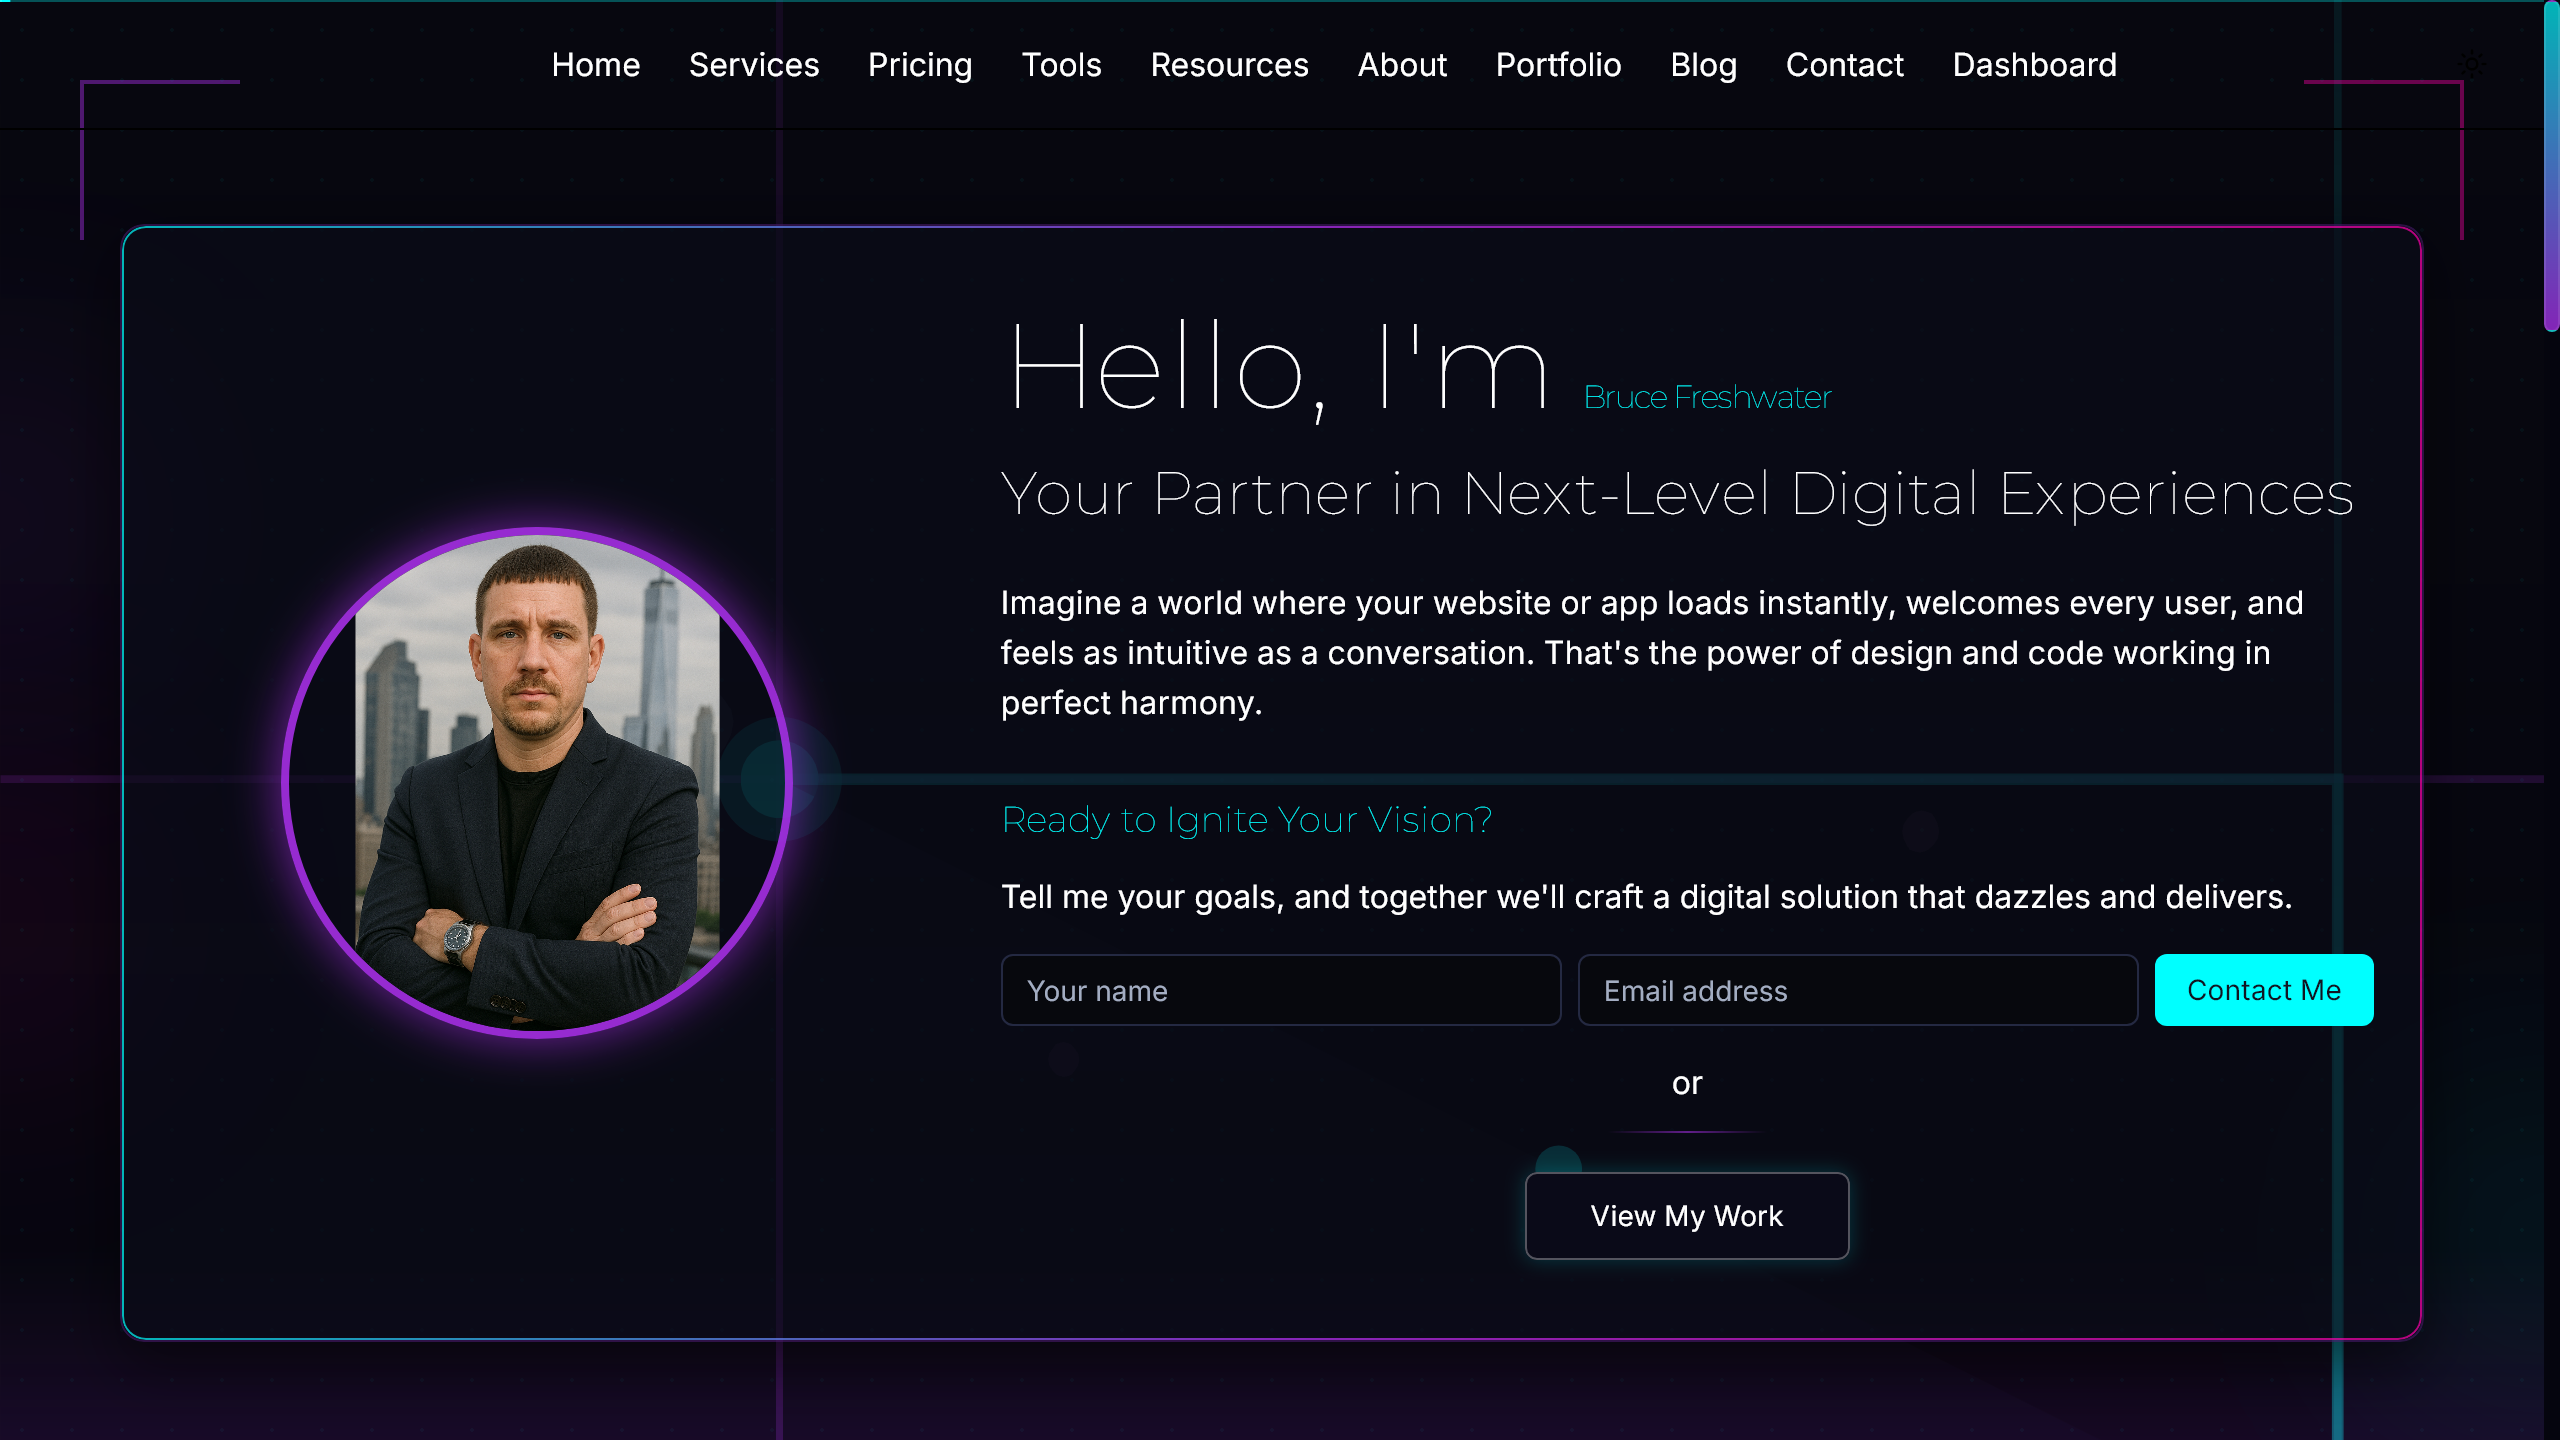 Home Services Pricing Tools Resources About Portfolio Blog Contact Dashboard
Hello, I'm Bruce Freshwater
Your Partner in Next-Level Digital Experiences
Imagine a world where your website or app loads instantly, welcomes every user, and
feels as intuitive as a conversation. That's the power of design and code working in
perfect harmony.
Ready to Ignite Your Vision?
Tell me your goals, and together we'll craft a digital solution that dazzles and delivers.
Your name Email address Contact Me
or
View My Work